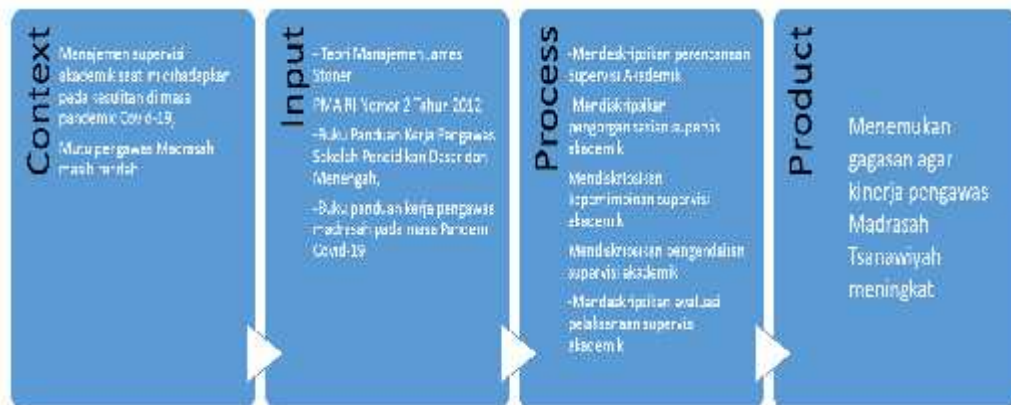 Context
Manajemen supervisi
akademik saat ini dihadapkan
pada kesulitan di masa
pandemic Covid-19,
Mutu pengawas Madrasah
masih rendah
Input
-Teori Manajemen James
Stoner
PMA RI Nomor 2 Tahun 2012
-Buku Panduan Kerja Pengawas
Sekolah Pendidikan Dasar dan
Menengah,
-Buku panduan kerja pengawas
madrasah pada masa Pandemi
Covid-19
Process
-Mendeskripsikan perencanaan
Supervisi Akademik
-Mendiskripsikan
pengorganisasian supervisi
akademik
Mendiskripsikan
kepemimpinan supervisi
akademik
Mendiskripsikan pengendalian
supervisi akademik
-Mendeskripsikan evaluasi
pelaksanaan supervisi
akademik
Product
Menemukan
gagasan agar
kinerja pengawas
Madrasah
Tsanawiyah
meningkat